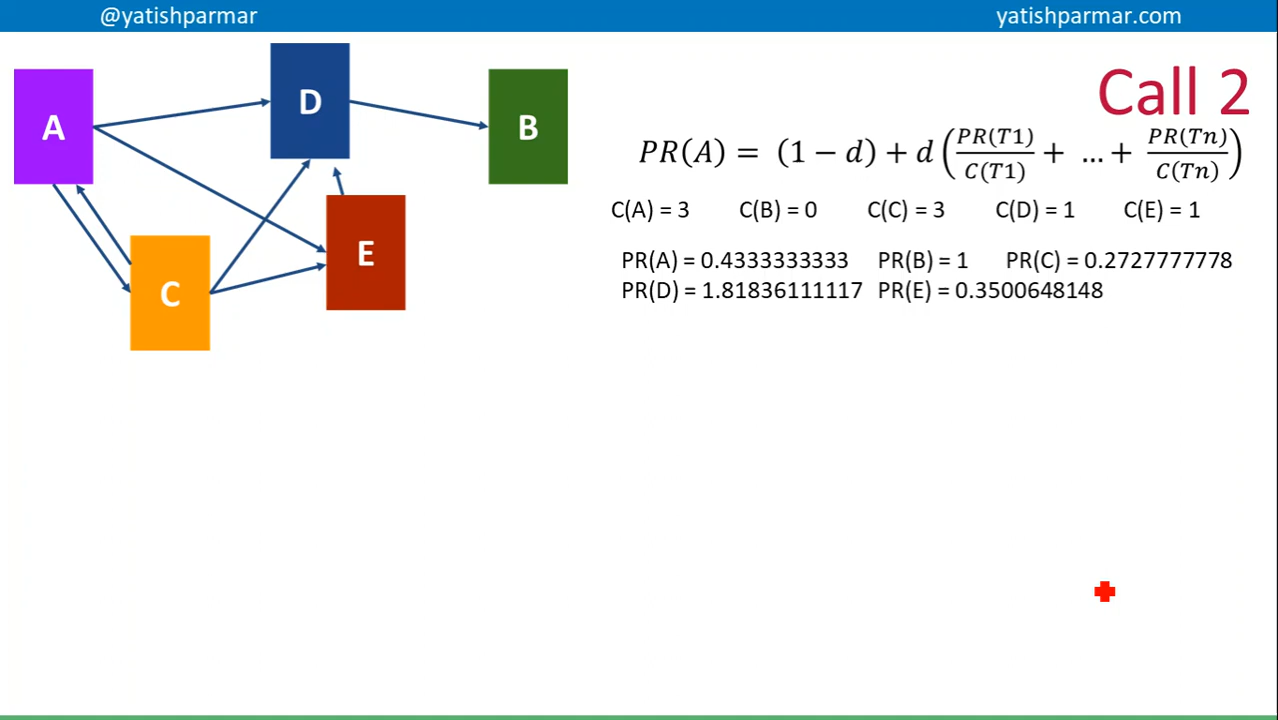 @yatishparmar
yatishparmar.com
A
D
B
C
E
Call 2
PR(A) = (1 − d) + d(PR(T1)/C(T1) + ... + PR(Tn)/C(Tn))
C(A) = 3 C(B) = 0 C(C) = 3 C(D) = 1 C(E) = 1
PR(A) = 0.4333333333 PR(B) = 1 PR(C) = 0.2727777778
PR(D) = 1.81836111117 PR(E) = 0.3500648148